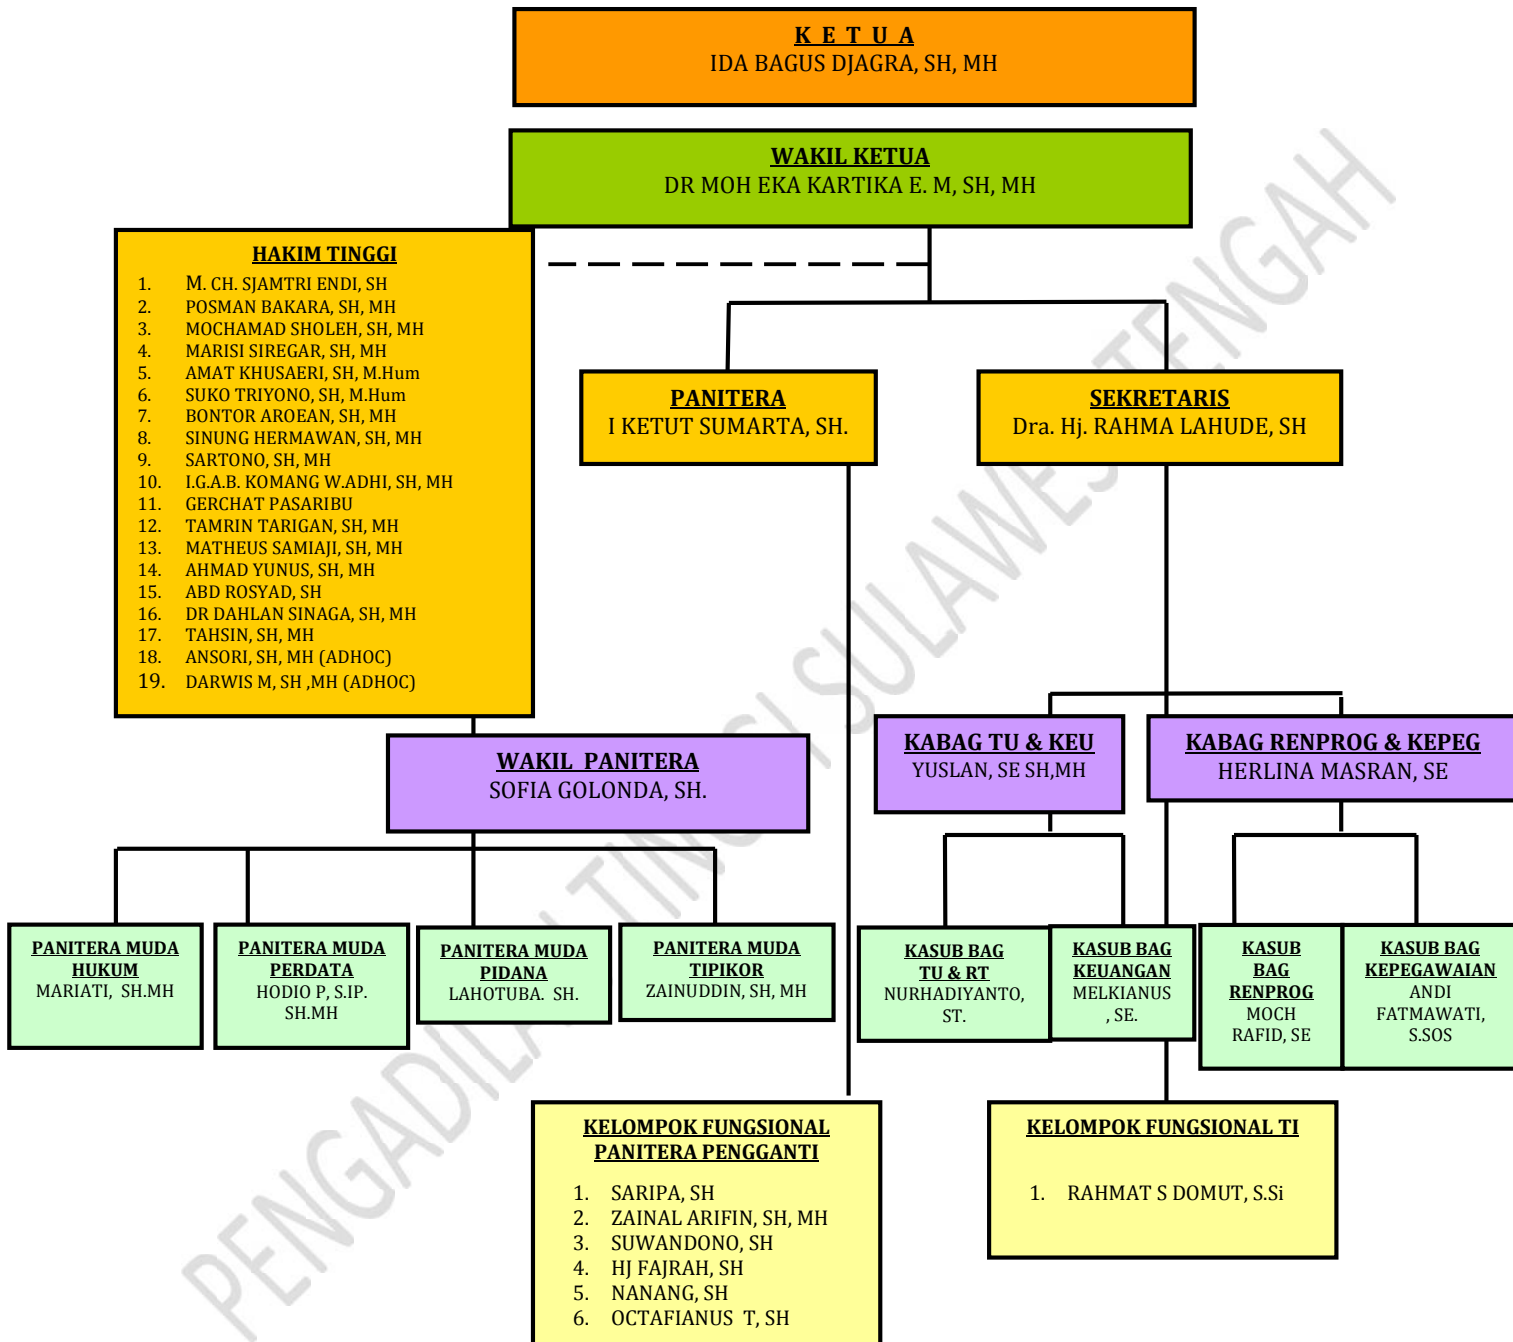 K E T U A
IDA BAGUS DJAGRA, SH, MH
WAKIL KETUA
DR MOH EKA KARTIKA E. M, SH, MH
HAKIM TINGGI
1. M. CH. SJAMTRI ENDI, SH
2. POSMAN BAKARA, SH, MH
3. MOCHAMAD SHOLEH, SH, MH
4. MARISI SIREGAR, SH, MH
5. AMAT KHUSAERI, SH, M.Hum
6. SUKO TRIYONO, SH, M.Hum
7. BONTOR AROEAN, SH, MH
8. SINUNG HERMAWAN, SH, MH
9. SARTONO, SH, MH
10. I.G.A.B. KOMANG W.ADHI, SH, MH
11. GERCHAT PASARIBU
12. TAMRIN TARIGAN, SH, MH
13. MATHEUS SAMIAJI, SH, MH
14. AHMAD YUNUS, SH, MH
15. ABD ROSYAD, SH
16. DR DAHLAN SINAGA, SH, MH
17. TAHSIN, SH, MH
18. ANSORI, SH, MH (ADHOC)
19. DARWIS M, SH ,MH (ADHOC)
PANITERA
I KETUT SUMARTA, SH.
SEKRETARIS
Dra. Hj. RAHMA LAHUDE, SH
WAKIL PANITERA
SOFIA GOLONDA, SH.
KABAG TU & KEU
YUSLAN, SE SH,MH
KABAG RENPROG & KEPEG
HERLINA MASRAN, SE
PANITERA MUDA
HUKUM
MARIATI, SH.MH
PANITERA MUDA
PERDATA
HODIO P, S.IP.
SH.MH
PANITERA MUDA
PIDANA
LAHOTUBA. SH.
PANITERA MUDA
TIPIKOR
ZAINUDDIN, SH, MH
KASUB BAG
TU & RT
NURHADIYANTO,
ST.
KASUB BAG
KEUANGAN
MELKIANUS
, SE.
KASUB
BAG
RENPROG
MOCH
RAFID, SE
KASUB BAG
KEPEGAWAIAN
ANDI
FATMAWATI,
S.SOS
KELOMPOK FUNGSIONAL
PANITERA PENGGANTI
1. SARIPA, SH
2. ZAINAL ARIFIN, SH, MH
3. SUWANDONO, SH
4. HJ FAJRAH, SH
5. NANANG, SH
6. OCTAFIANUS T, SH
KELOMPOK FUNGSIONAL TI
1. RAHMAT S DOMUT, S.Si
PENGADILAN TINGGI SULAWESI TENGAH